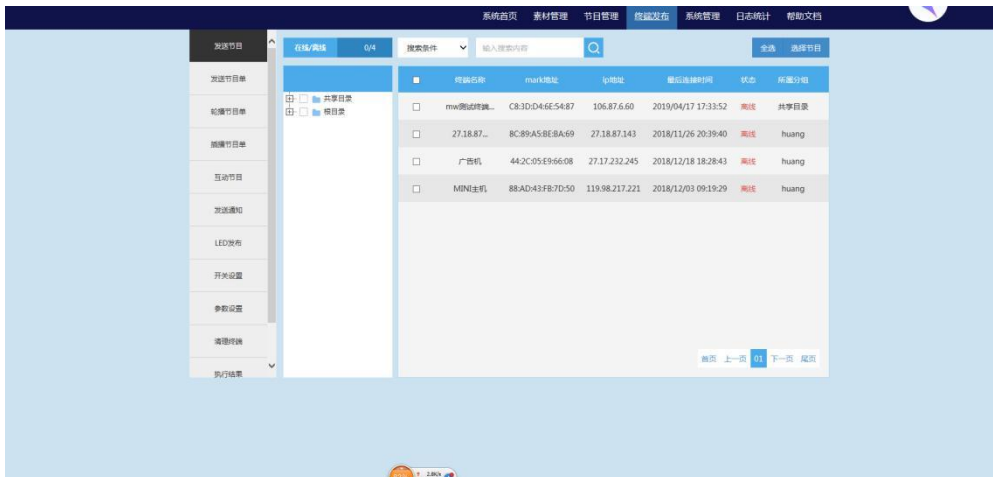 系统首页 素材管理 节目管理 终端发布 系统管理 日志统计 帮助文档
发送节目
发送节目单
轮播节目单
插播节目单
互动节目
发送通知
LED发布
开关设置
参数设置
清理终端
执行结果
在线/离线 0/4
共享目录
根目录
搜索条件 输入搜索内容 全选 选择节目
终端名称 mark地址 ip地址 最后连接时间 状态 所属分组
mw测试终端... C8:3D:D4:6E:54:87 106.87.6.60 2019/04/17 17:33:52 离线 共享目录
27.18.87... 8C:89:A5:BE:BA:69 27.18.87.143 2018/11/26 20:39:40 离线 huang
广告机 44:2C:05:E9:66:08 27.17.232.245 2018/12/18 18:28:43 离线 huang
MINI主机 88:AD:43:FB:7D:50 119.98.217.221 2018/12/03 09:19:29 离线 huang
首页 上一页 01 下一页 尾页